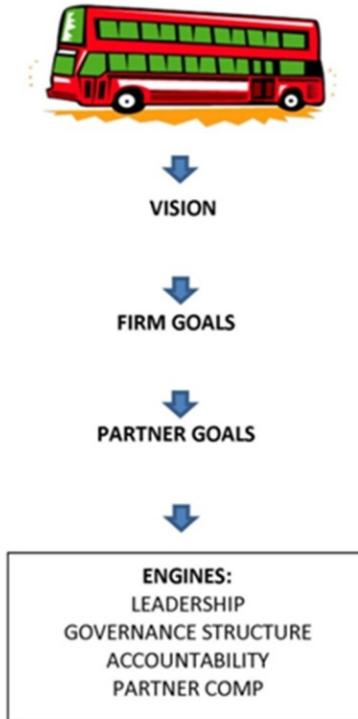 VISION
FIRM GOALS
PARTNER GOALS
ENGINES:
LEADERSHIP
GOVERNANCE STRUCTURE
ACCOUNTABILITY
PARTNER COMP